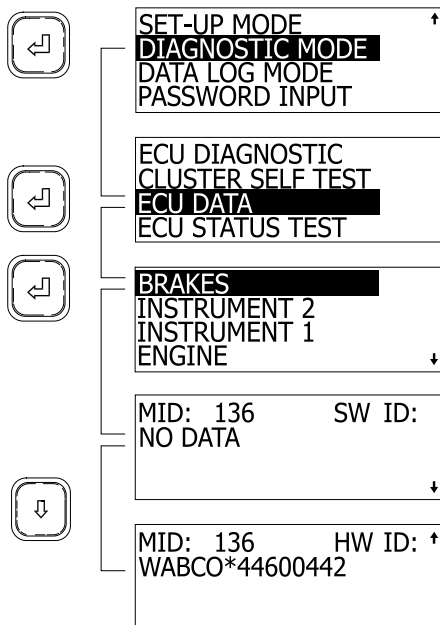 SET-UP MODE
DIAGNOSTIC MODE
DATA LOG MODE
PASSWORD INPUT
ECU DIAGNOSTIC
CLUSTER SELF TEST
ECU DATA
ECU STATUS TEST
BRAKES
INSTRUMENT 2
INSTRUMENT 1
ENGINE
MID: 136 SW ID:
NO DATA
MID: 136 HW ID:
WABCO*44600442